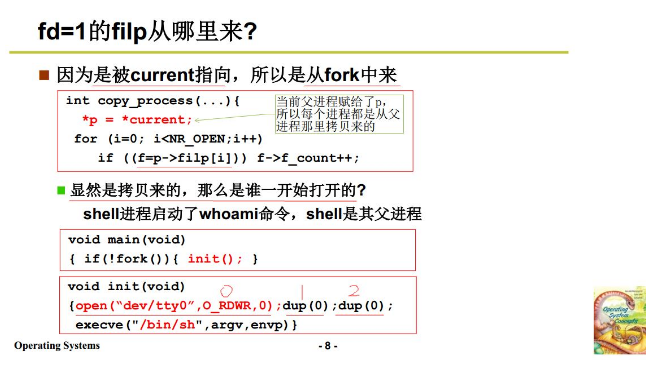 fd=1的filp从哪里来?
因为是被current指向，所以是从fork中来
int copy_process(...){
*p = *current;
for (i=0; i<NR_OPEN;i++)
if ((f=p->filp[i])) f->f_count++;
当前父进程赋给了p,
所以每个进程都是从父
进程那里拷贝来的
显然是拷贝来的，那么是谁一开始打开的?
shell进程启动了whoami命令，shell是其父进程
void main(void)
{ if(!fork()){ init(); }
void init(void)
0 1 2
{open(“dev/tty0”,O_RDWR,0);dup(0);dup(0);
execve("/bin/sh",argv,envp)}
Operating Systems
- 8 -
Operating
System
Concepts